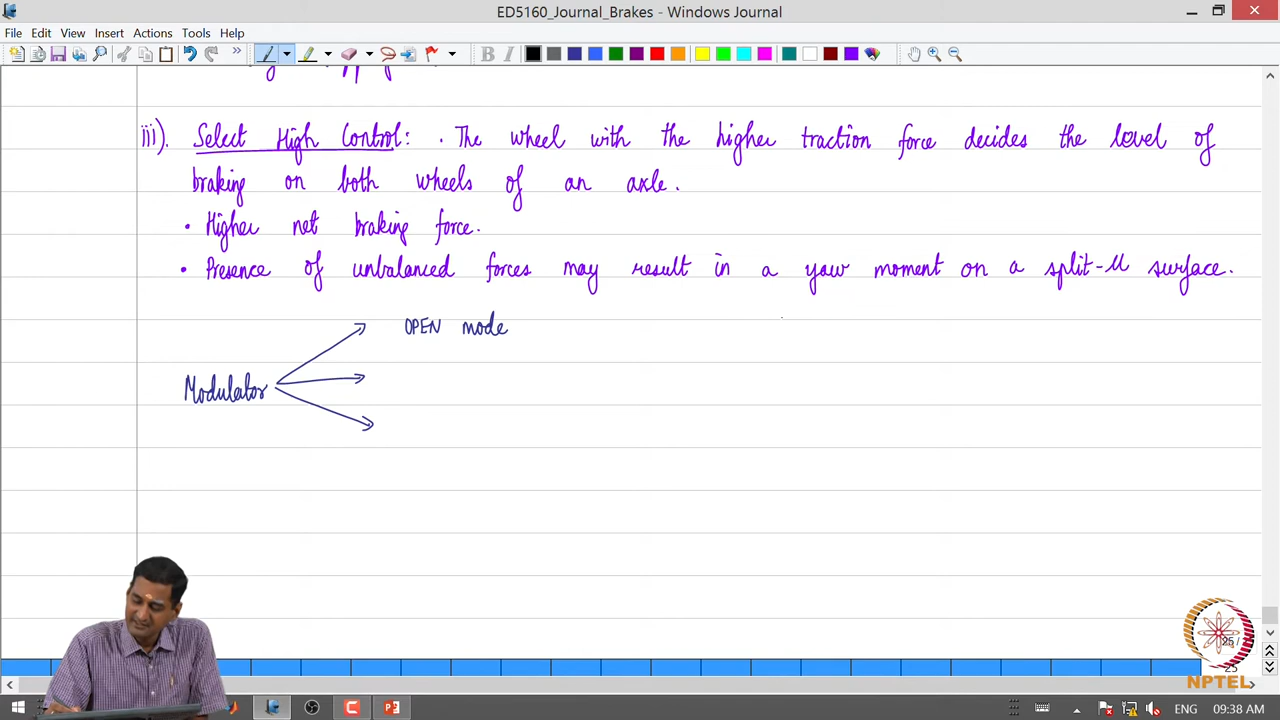 ED5160_Journal_Brakes - Windows Journal
File Edit View Insert Actions Tools Help
iii). Select High Control: · The wheel with the higher traction force decides the level of
braking on both wheels of an axle.
• Higher net braking force.
• Presence of unbalanced forces may result in a yaw moment on a split-μ surface.
OPEN mode
Modulator
NPTEL
ENG 09:38 AM